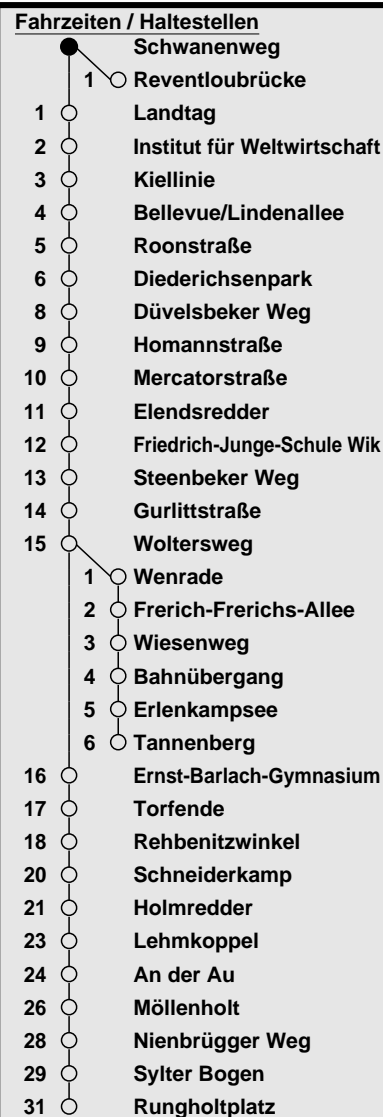 Fahrzeiten / Haltestellen
Schwanenweg
1 Reventloubrücke
1 Landtag
2 Institut für Weltwirtschaft
3 Kiellinie
4 Bellevue/Lindenallee
5 Roonstraße
6 Diederichsenpark
8 Düvelsbeker Weg
9 Homannstraße
10 Mercatorstraße
11 Elendsredder
12 Friedrich-Junge-Schule Wik
13 Steenbeker Weg
14 Gurlittstraße
15 Woltersweg
1 Wenrade
2 Frerich-Frerichs-Allee
3 Wiesenweg
4 Bahnübergang
5 Erlenkampsee
6 Tannenberg
16 Ernst-Barlach-Gymnasium
17 Torfende
18 Rehbenitzwinkel
20 Schneiderkamp
21 Holmredder
23 Lehmkoppel
24 An der Au
26 Möllenholt
28 Nienbrügger Weg
29 Sylter Bogen
31 Rungholtplatz